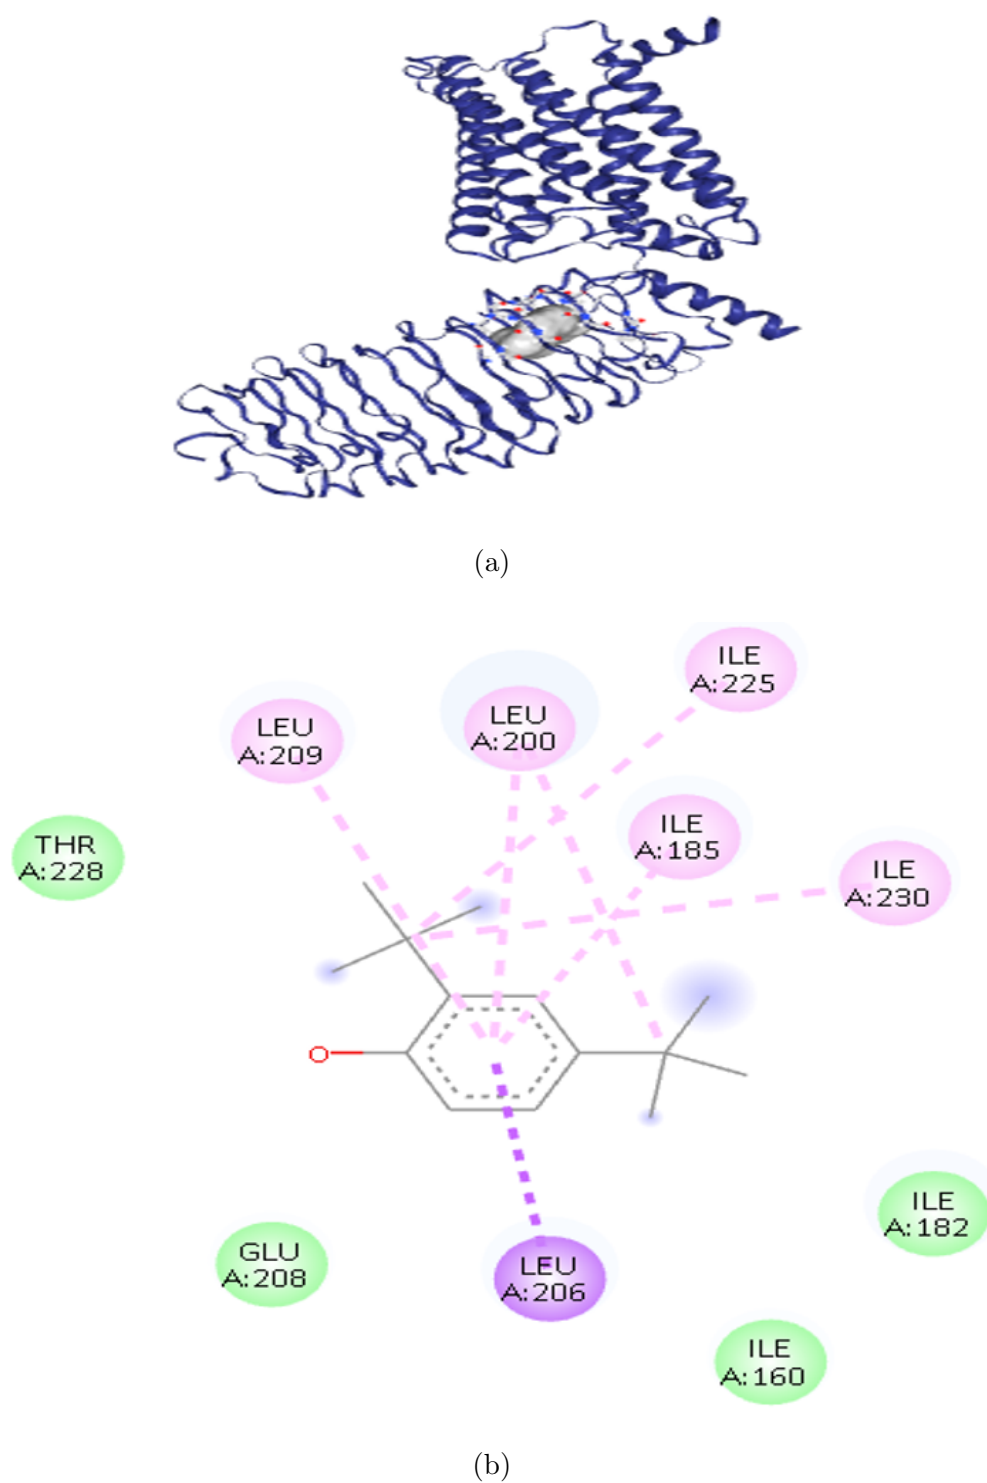 (a)
ILE
A:225
LEU
A:209
LEU
A:200
ILE
A:185
THR
A:228
ILE
A:230
O
ILE
A:182
GLU
A:208
LEU
A:206
ILE
A:160
(b)